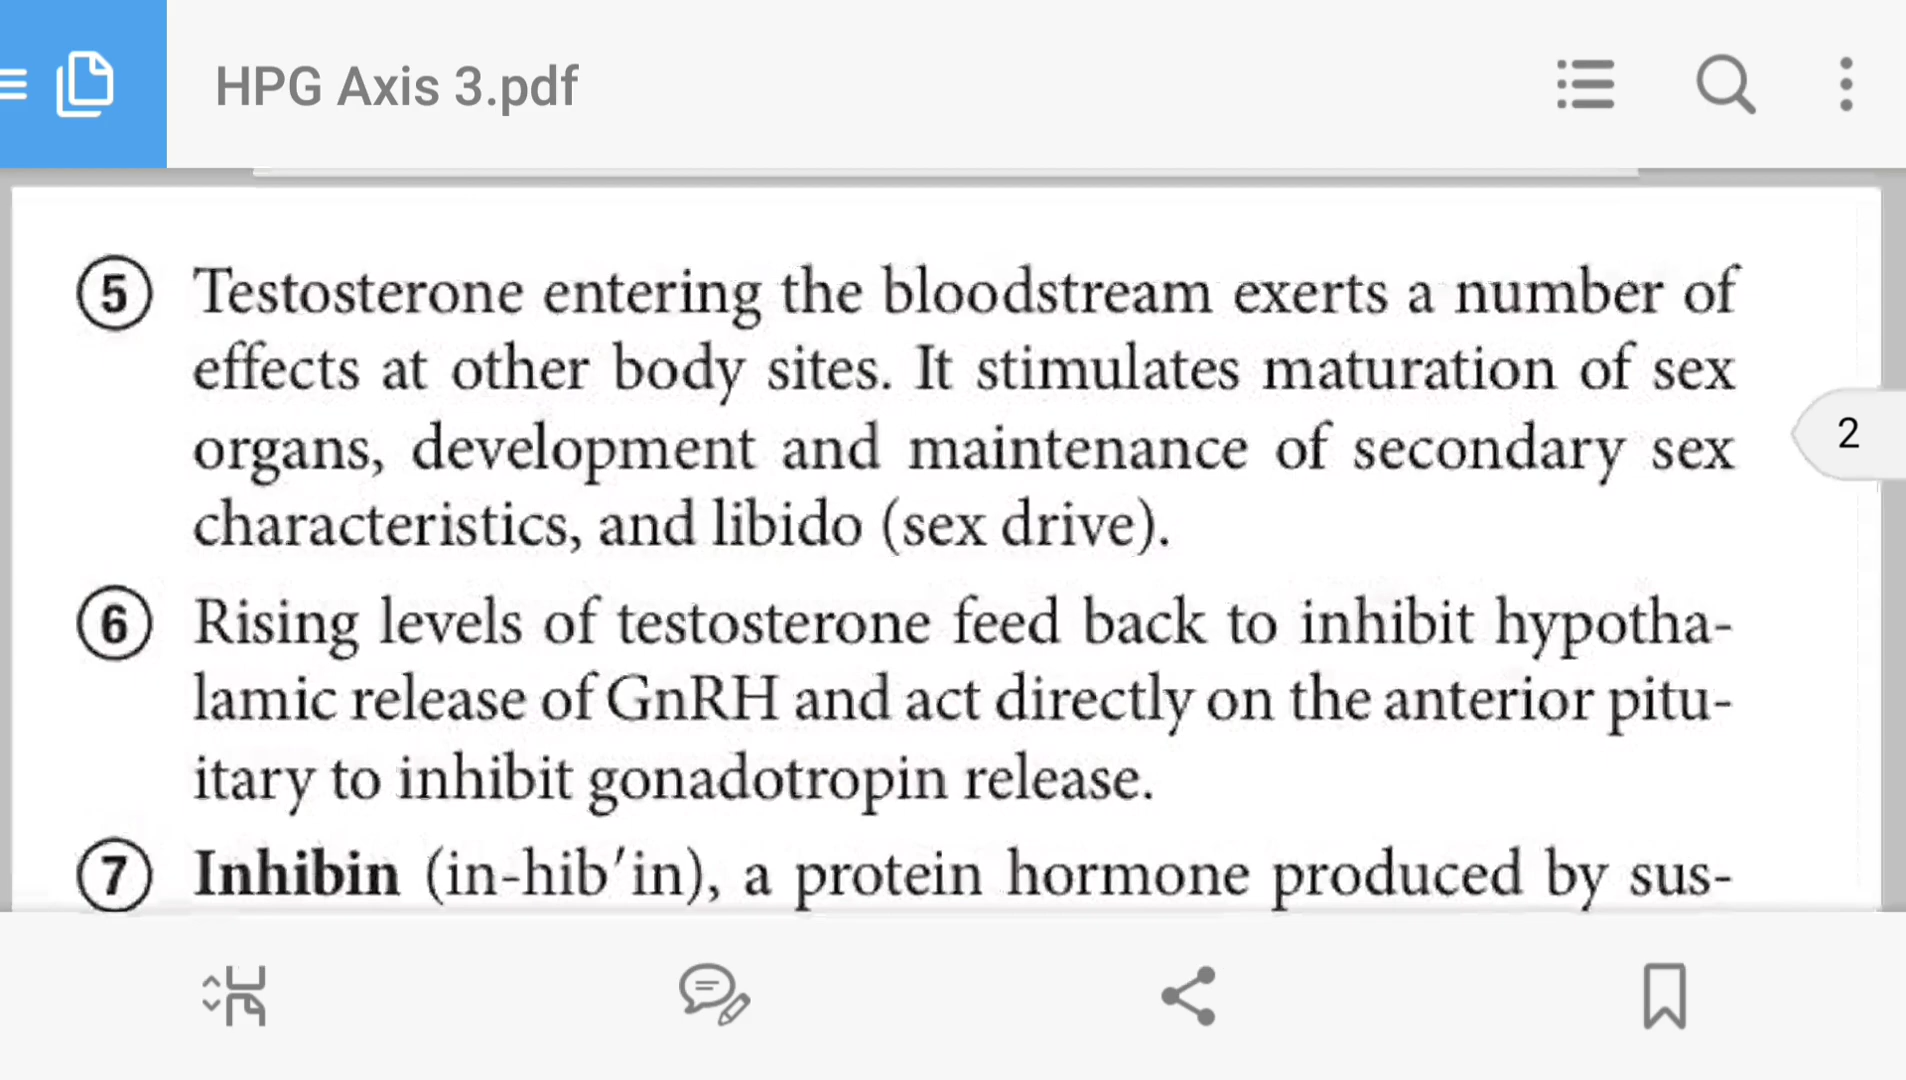 HPG Axis 3.pdf
5 Testosterone entering the bloodstream exerts a number of
effects at other body sites. It stimulates maturation of sex
organs, development and maintenance of secondary sex
characteristics, and libido (sex drive).
2
6 Rising levels of testosterone feed back to inhibit hypotha-
lamic release of GnRH and act directly on the anterior pitu-
itary to inhibit gonadotropin release.
7 Inhibin (in-hib′in), a protein hormone produced by sus-